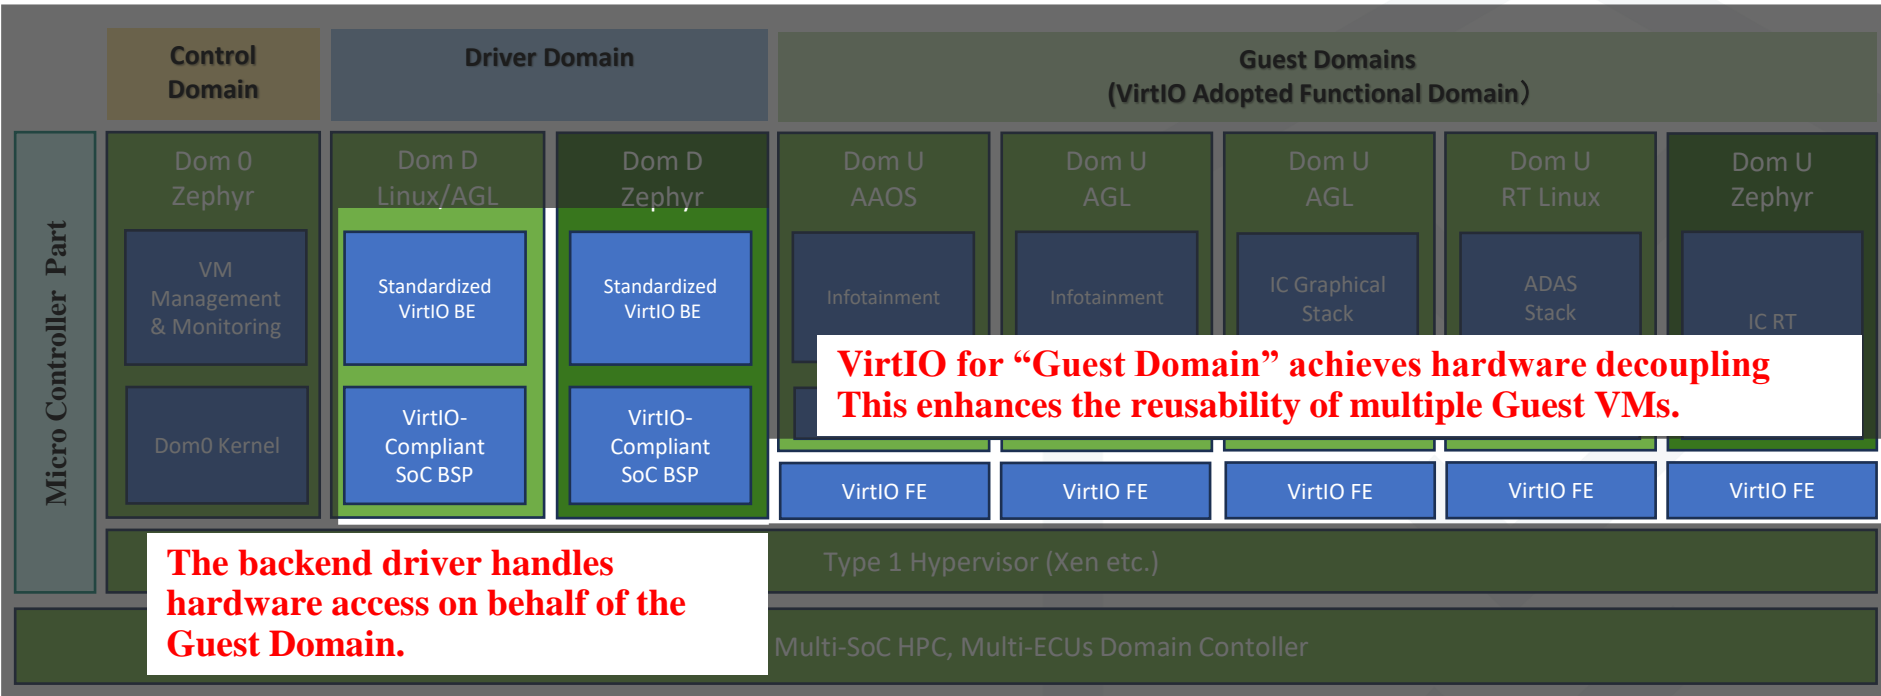 Control
Domain
Driver Domain
Guest Domains
(VirtIO Adopted Functional Domain）
Micro Controller Part
Dom 0
Zephyr
VM
Management
& Monitoring
Dom0 Kernel
Dom D
Linux/AGL
Standardized
VirtIO BE
VirtIO-
Compliant
SoC BSP
Dom D
Zephyr
Standardized
VirtIO BE
VirtIO-
Compliant
SoC BSP
Dom U
AAOS
Infotainment
VirtIO FE
Dom U
AGL
Infotainment
VirtIO FE
Dom U
AGL
IC Graphical
Stack
VirtIO FE
Dom U
RT Linux
ADAS
Stack
VirtIO FE
Dom U
Zephyr
IC RT
VirtIO FE
VirtIO for “Guest Domain” achieves hardware decoupling
This enhances the reusability of multiple Guest VMs.
Type 1 Hypervisor (Xen etc.)
The backend driver handles
hardware access on behalf of the
Guest Domain.
Multi-SoC HPC, Multi-ECUs Domain Contoller